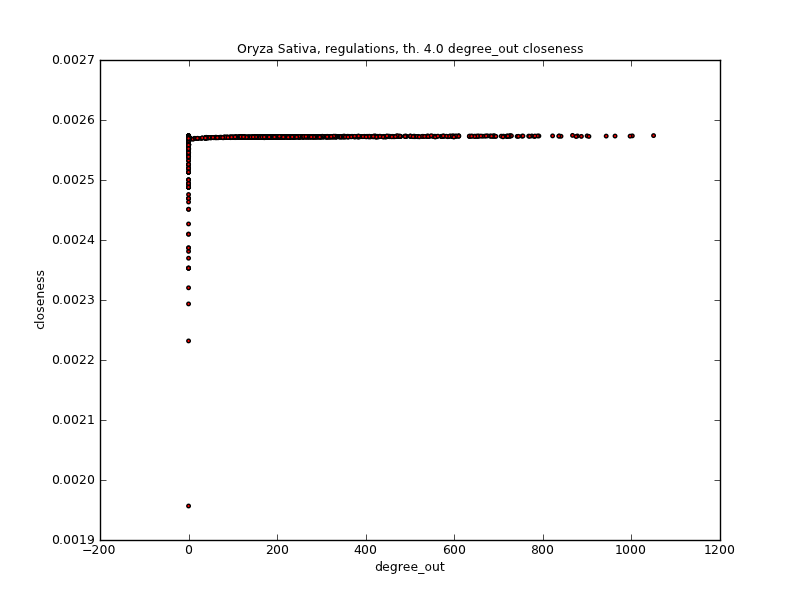 Oryza Sativa, regulations, th. 4.0 degree_out closeness
0.0027
0.0026
0.0025
0.0024
0.0023
0.0022
0.0021
0.0020
0.0019
closeness
−200 0 200 400 600 800 1000 1200
degree_out